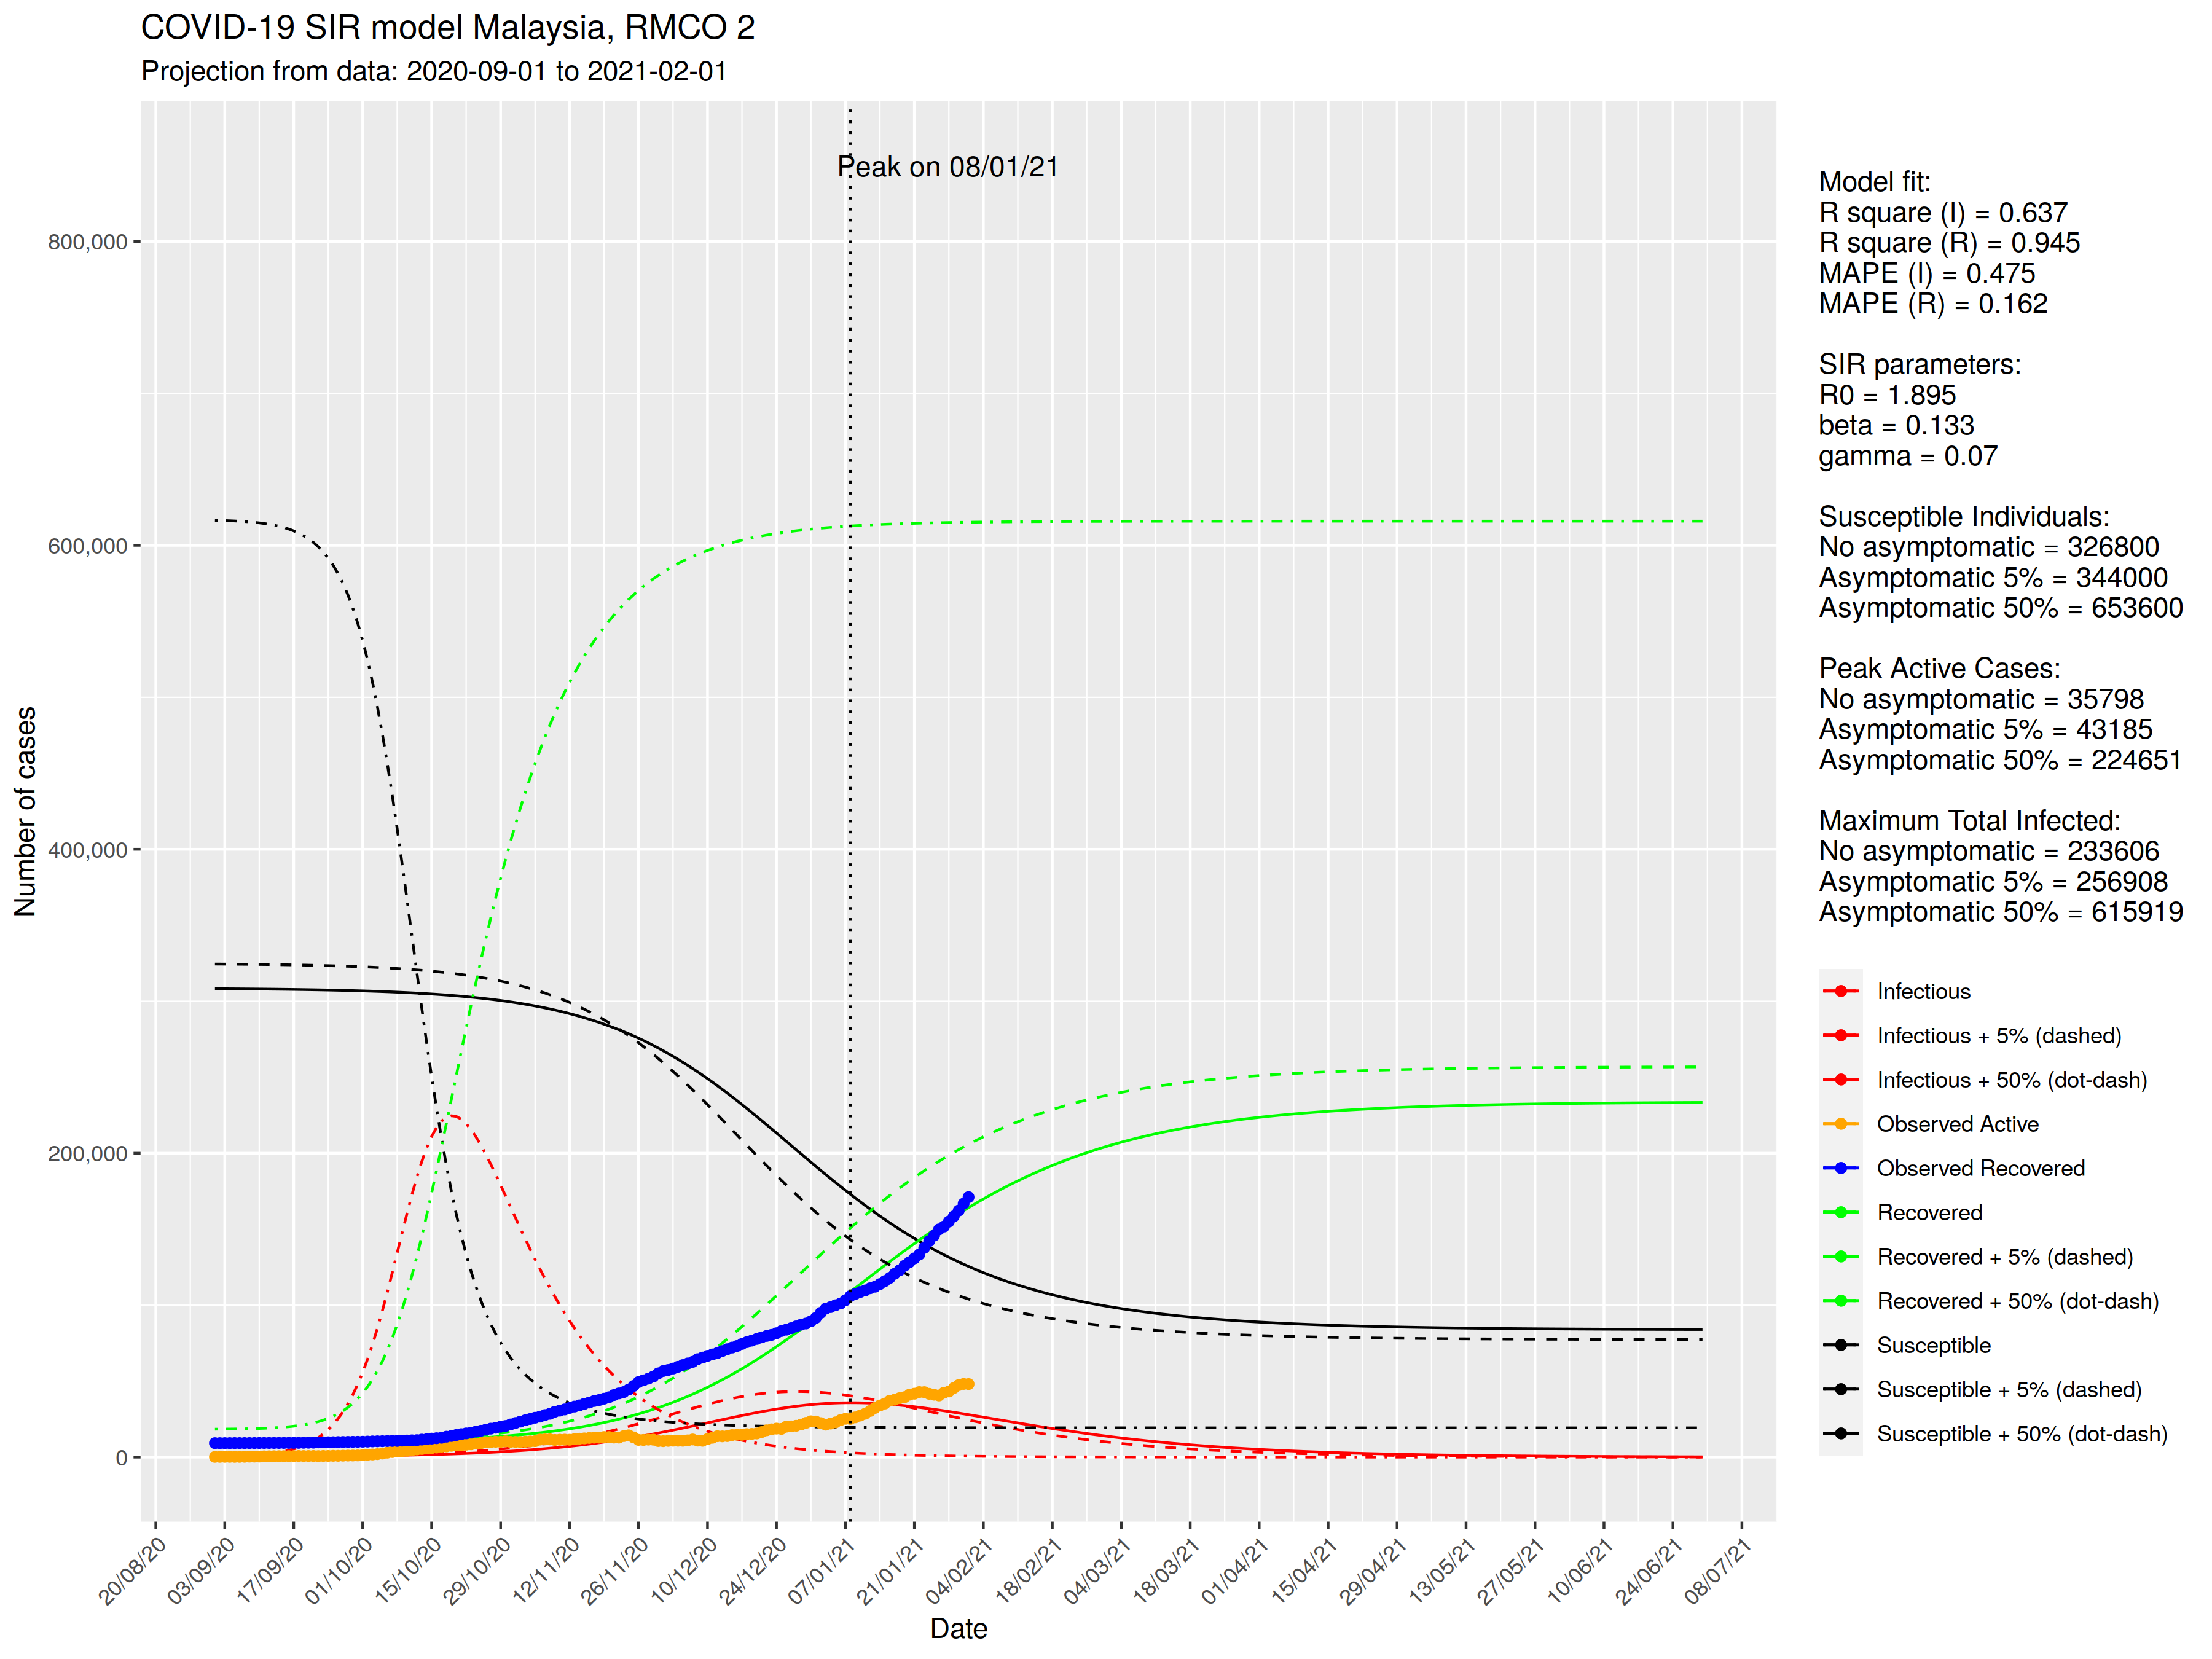 COVID-19 SIR model Malaysia, RMCO 2
Projection from data: 2020-09-01 to 2021-02-01
Peak on 08/01/21
Number of cases
800,000
600,000
400,000
200,000
0
20/08/20
03/09/20
17/09/20
01/10/20
15/10/20
29/10/20
12/11/20
26/11/20
10/12/20
24/12/20
07/01/21
21/01/21
04/02/21
18/02/21
04/03/21
18/03/21
01/04/21
15/04/21
29/04/21
13/05/21
27/05/21
10/06/21
24/06/21
08/07/21
Date
Model fit:
R square (I) = 0.637
R square (R) = 0.945
MAPE (I) = 0.475
MAPE (R) = 0.162
SIR parameters:
R0 = 1.895
beta = 0.133
gamma = 0.07
Susceptible Individuals:
No asymptomatic = 326800
Asymptomatic 5% = 344000
Asymptomatic 50% = 653600
Peak Active Cases:
No asymptomatic = 35798
Asymptomatic 5% = 43185
Asymptomatic 50% = 224651
Maximum Total Infected:
No asymptomatic = 233606
Asymptomatic 5% = 256908
Asymptomatic 50% = 615919
Infectious
Infectious + 5% (dashed)
Infectious + 50% (dot-dash)
Observed Active
Observed Recovered
Recovered
Recovered + 5% (dashed)
Recovered + 50% (dot-dash)
Susceptible
Susceptible + 5% (dashed)
Susceptible + 50% (dot-dash)